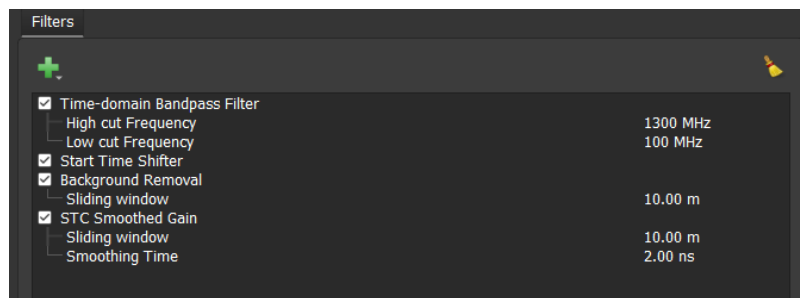 Filters
Time-domain Bandpass Filter
High cut Frequency 1300 MHz
Low cut Frequency 100 MHz
Start Time Shifter
Background Removal
Sliding window 10.00 m
STC Smoothed Gain
Sliding window 10.00 m
Smoothing Time 2.00 ns